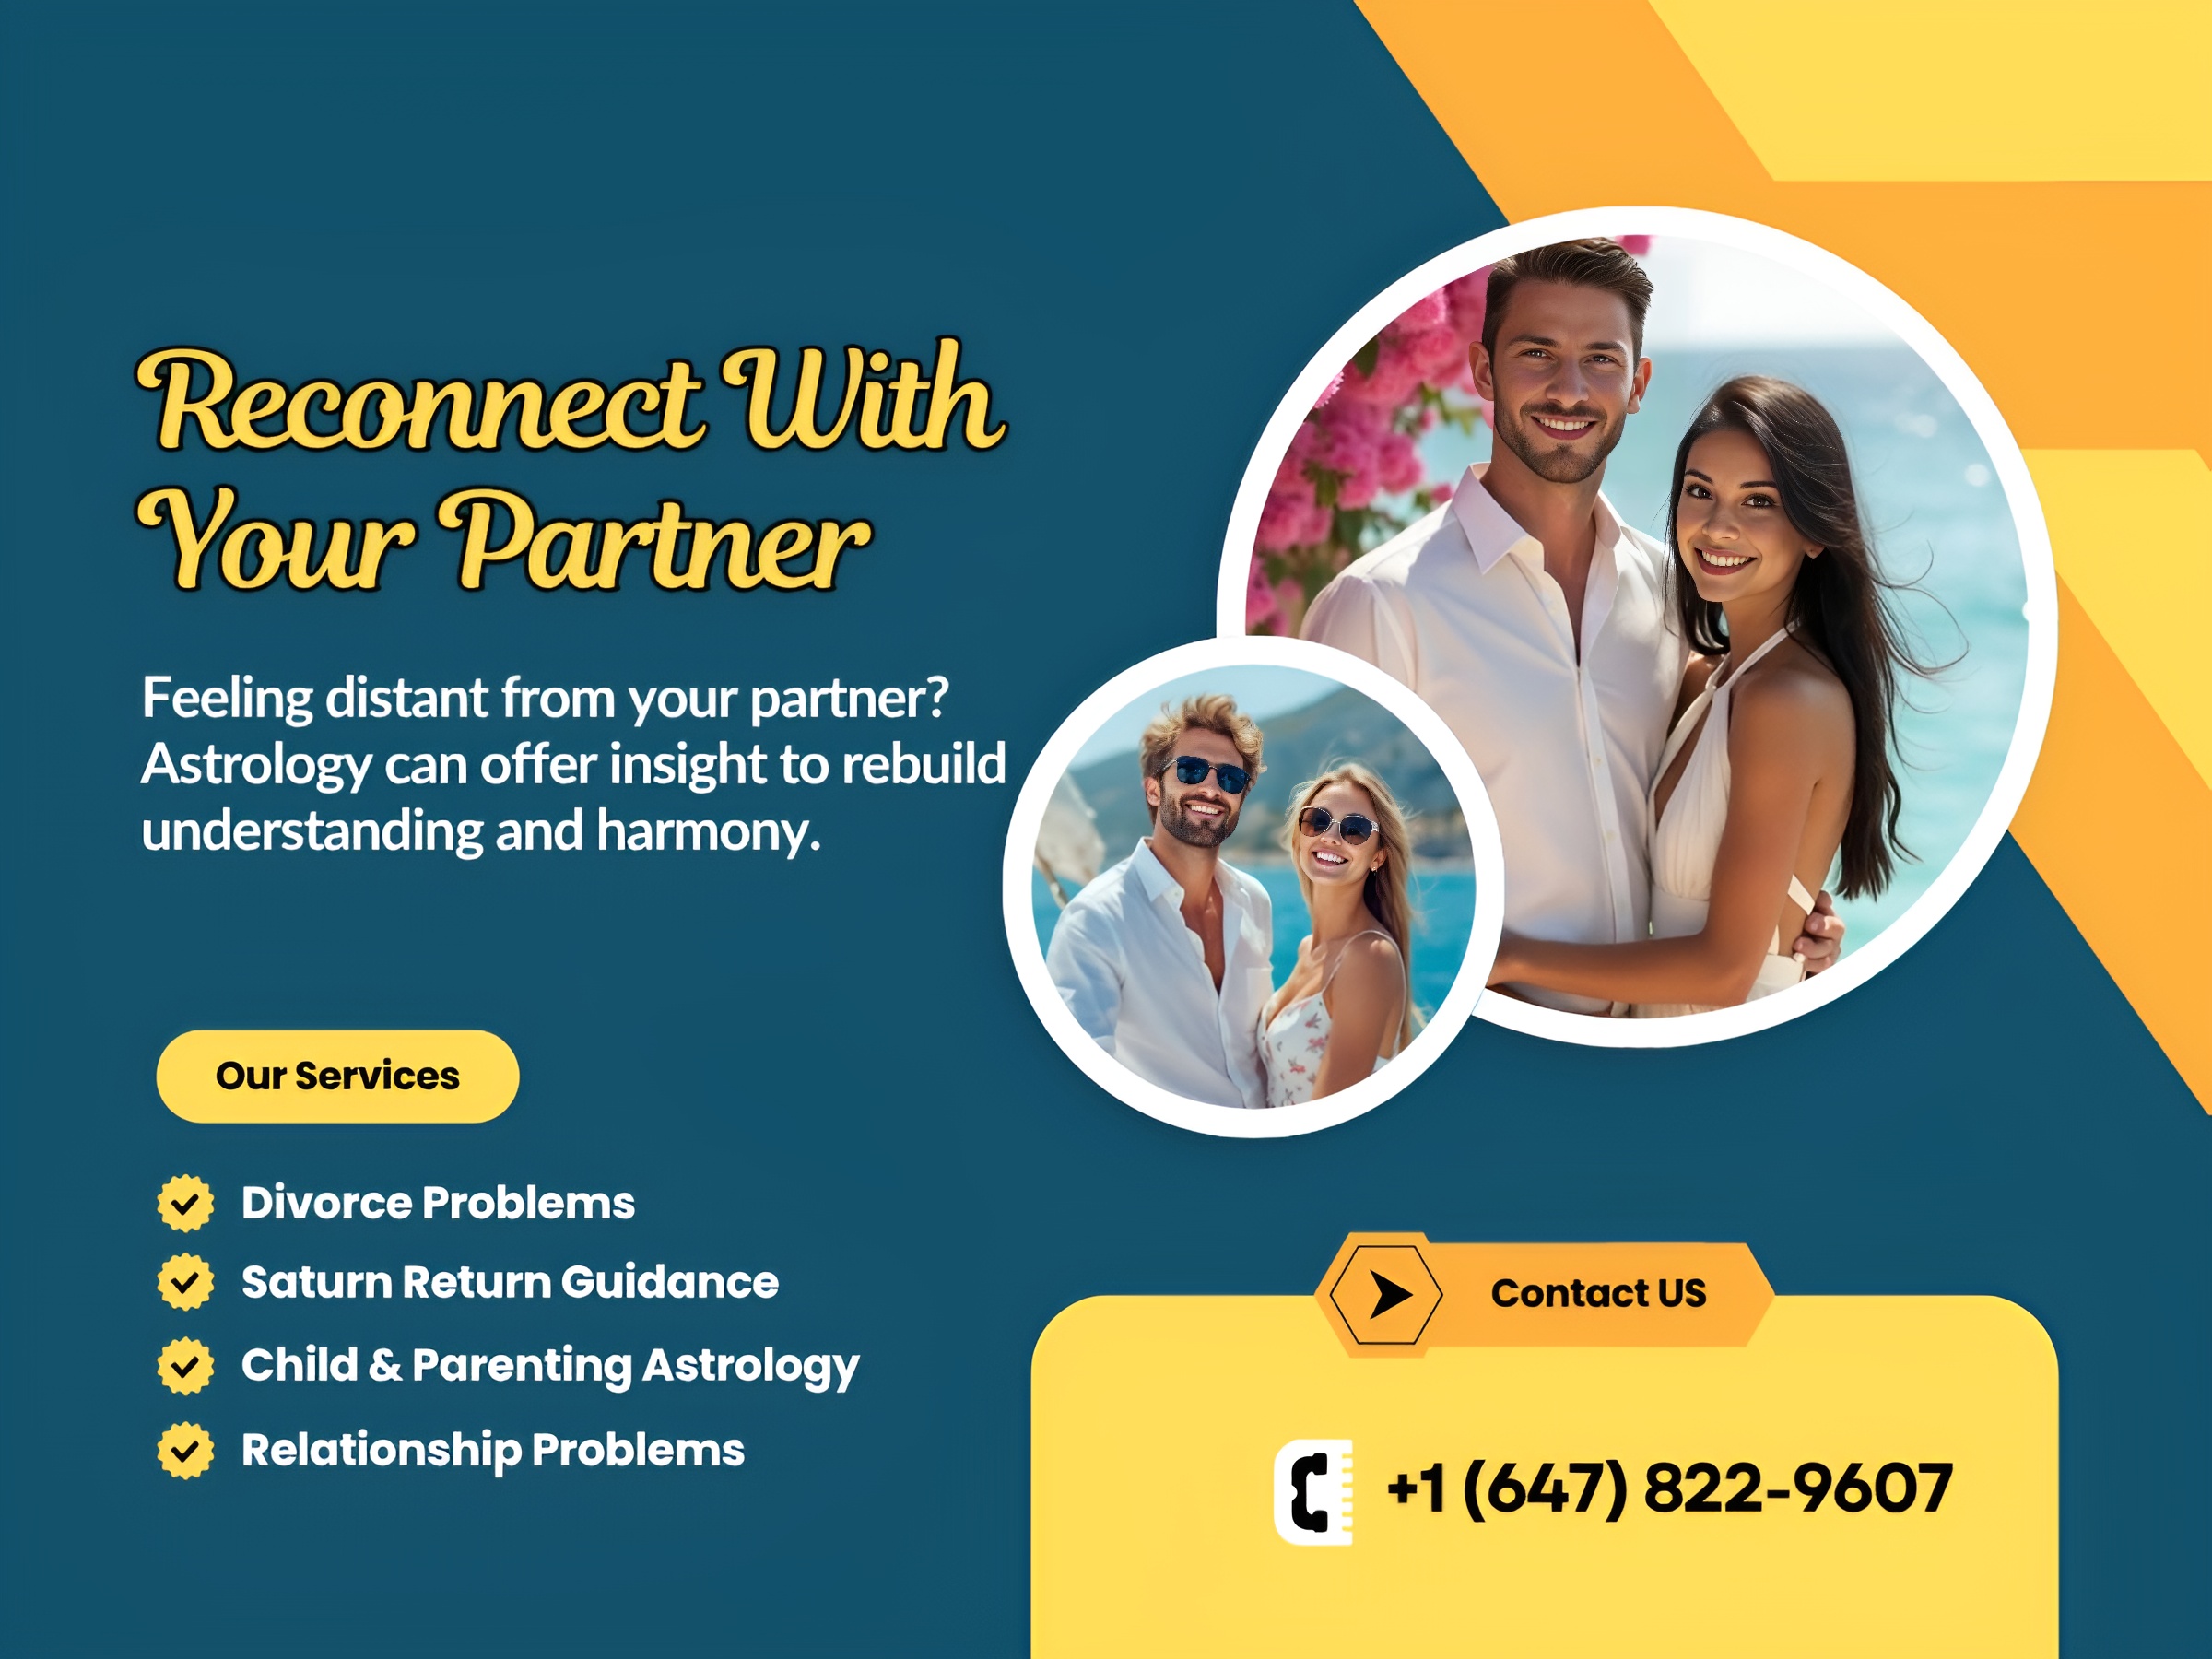 Reconnect With
Your Partner
Feeling distant from your partner?
Astrology can offer insight to rebuild
understanding and harmony.
Our Services
Divorce Problems
Saturn Return Guidance
Child & Parenting Astrology
Relationship Problems
Contact US
+1 (647) 822-9607